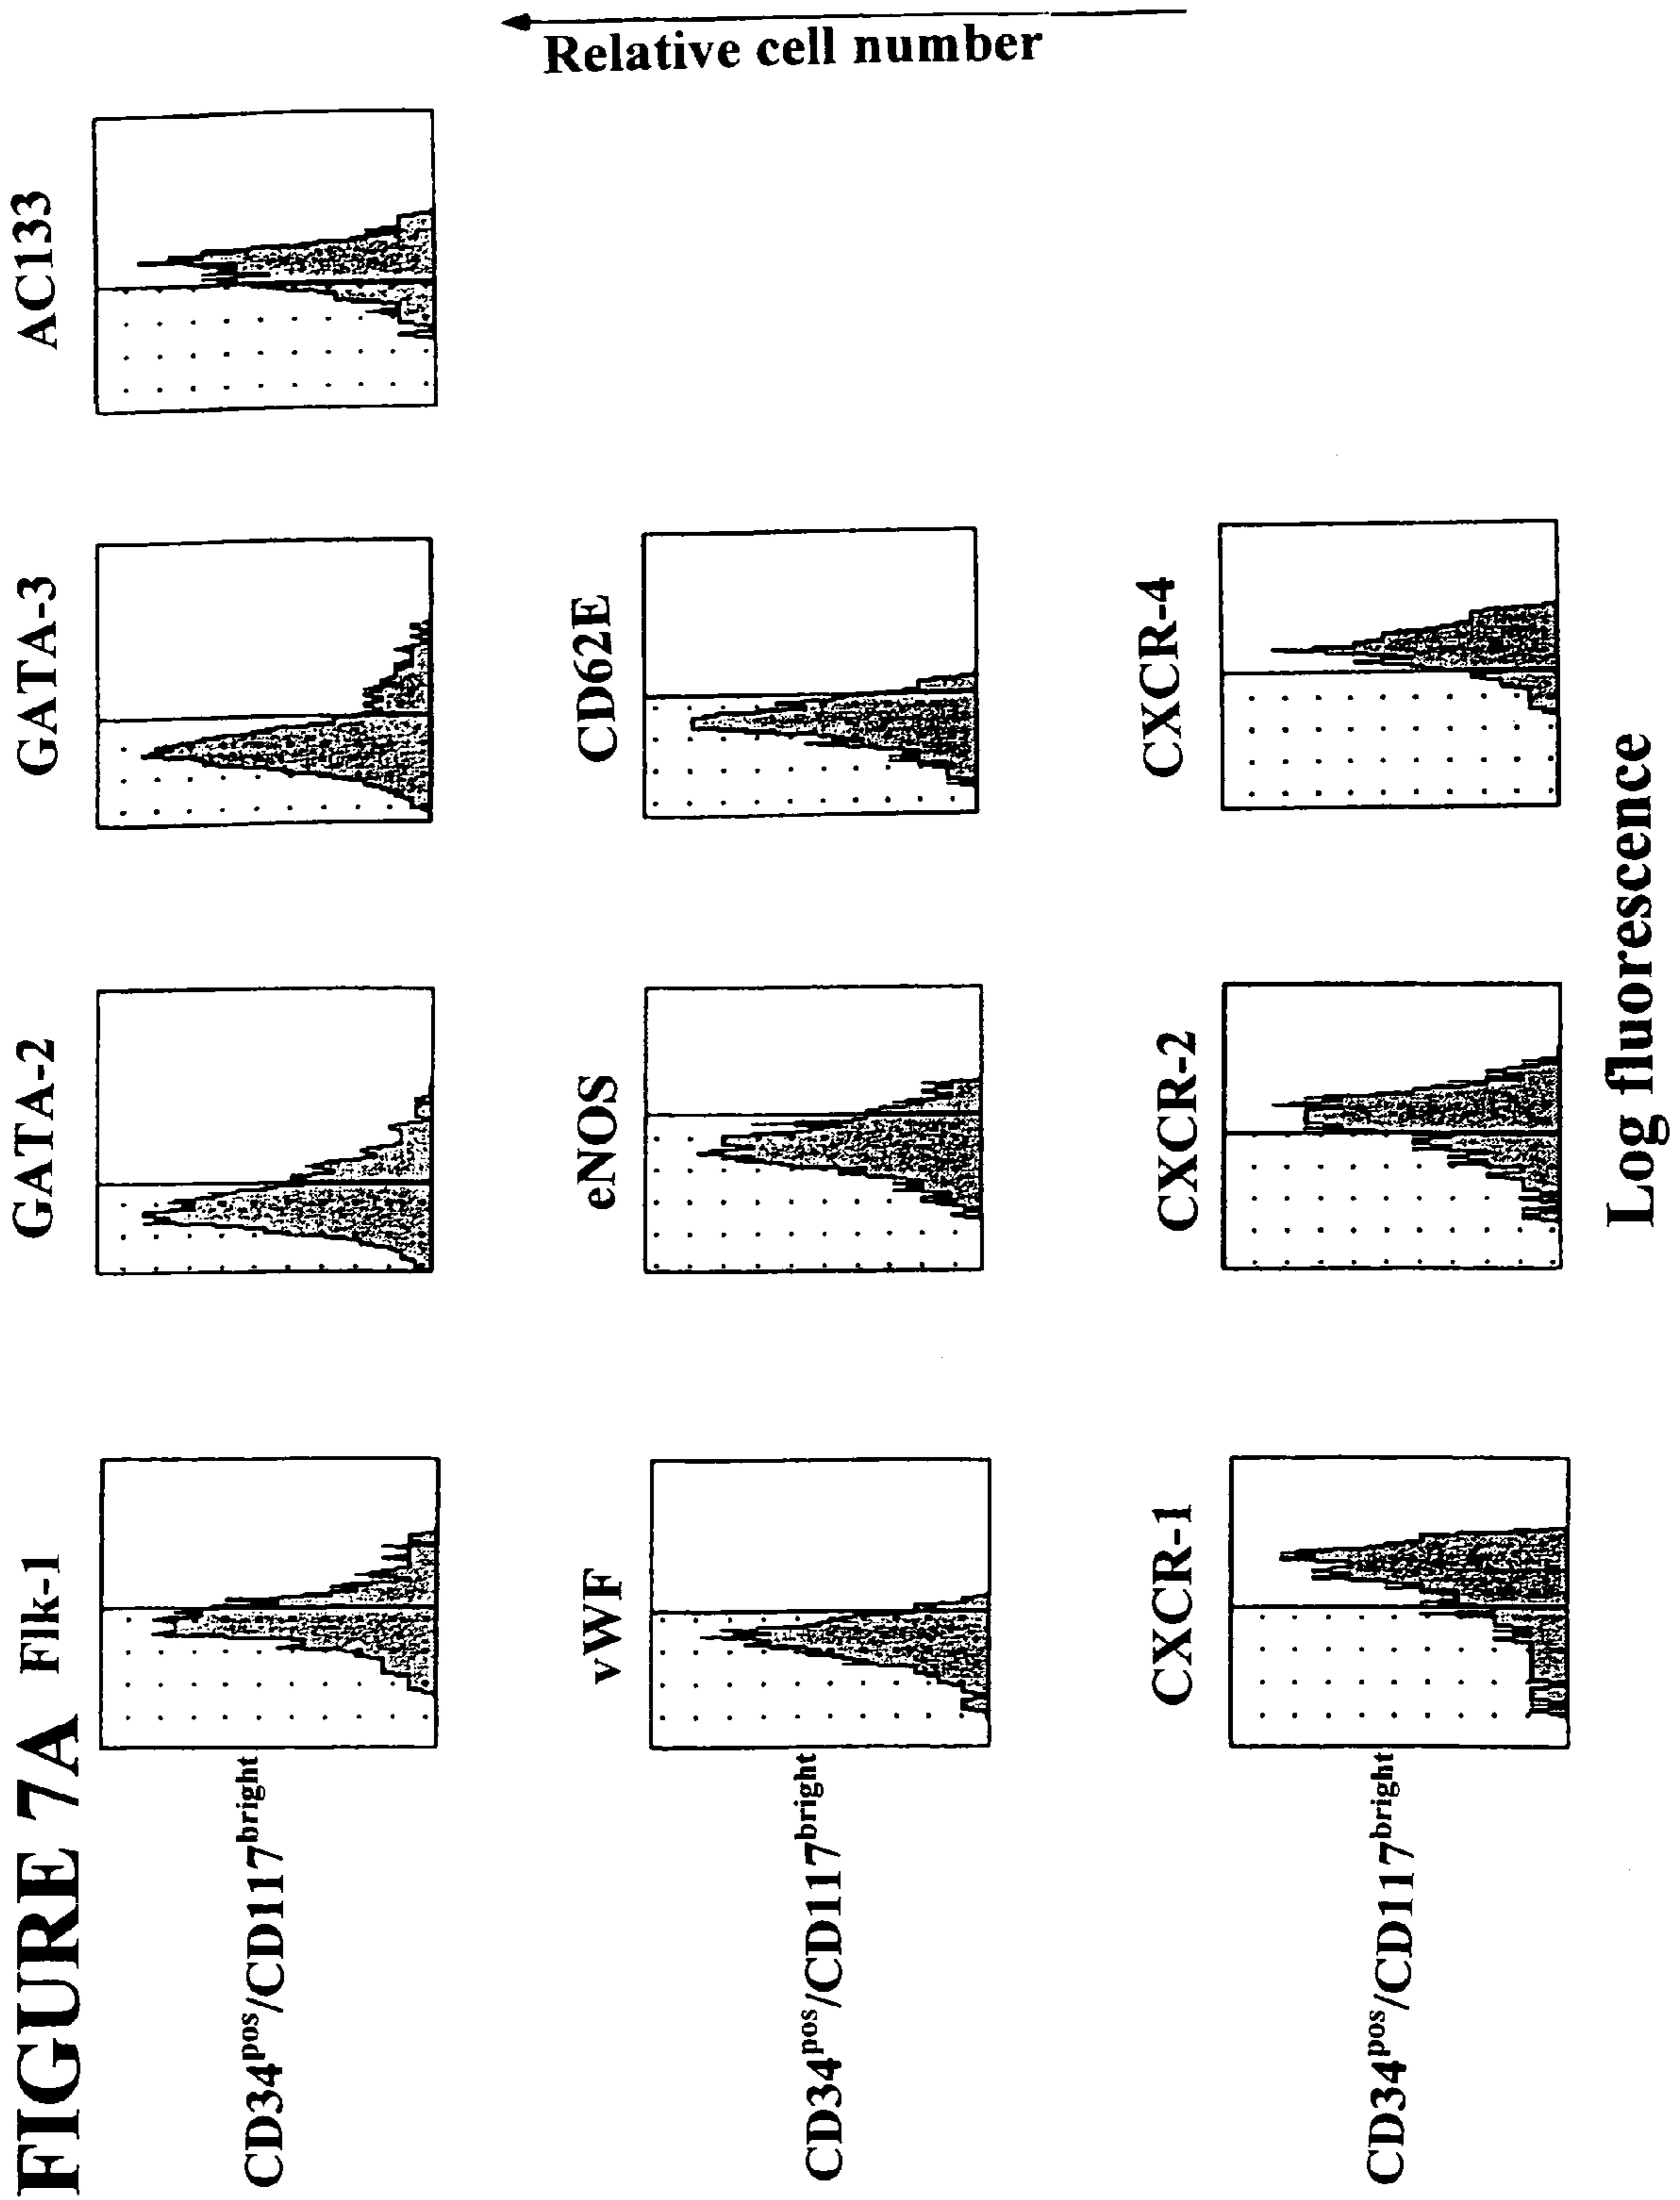 FIGURE 7A
Flk-1
GATA-2
GATA-3
AC133
CD34pos/CD117bright
vWF
eNOS
CD62E
CD34pos/CD117bright
CXCR-1
CXCR-2
CXCR-4
CD34pos/CD117bright
Log fluorescence
Relative cell number